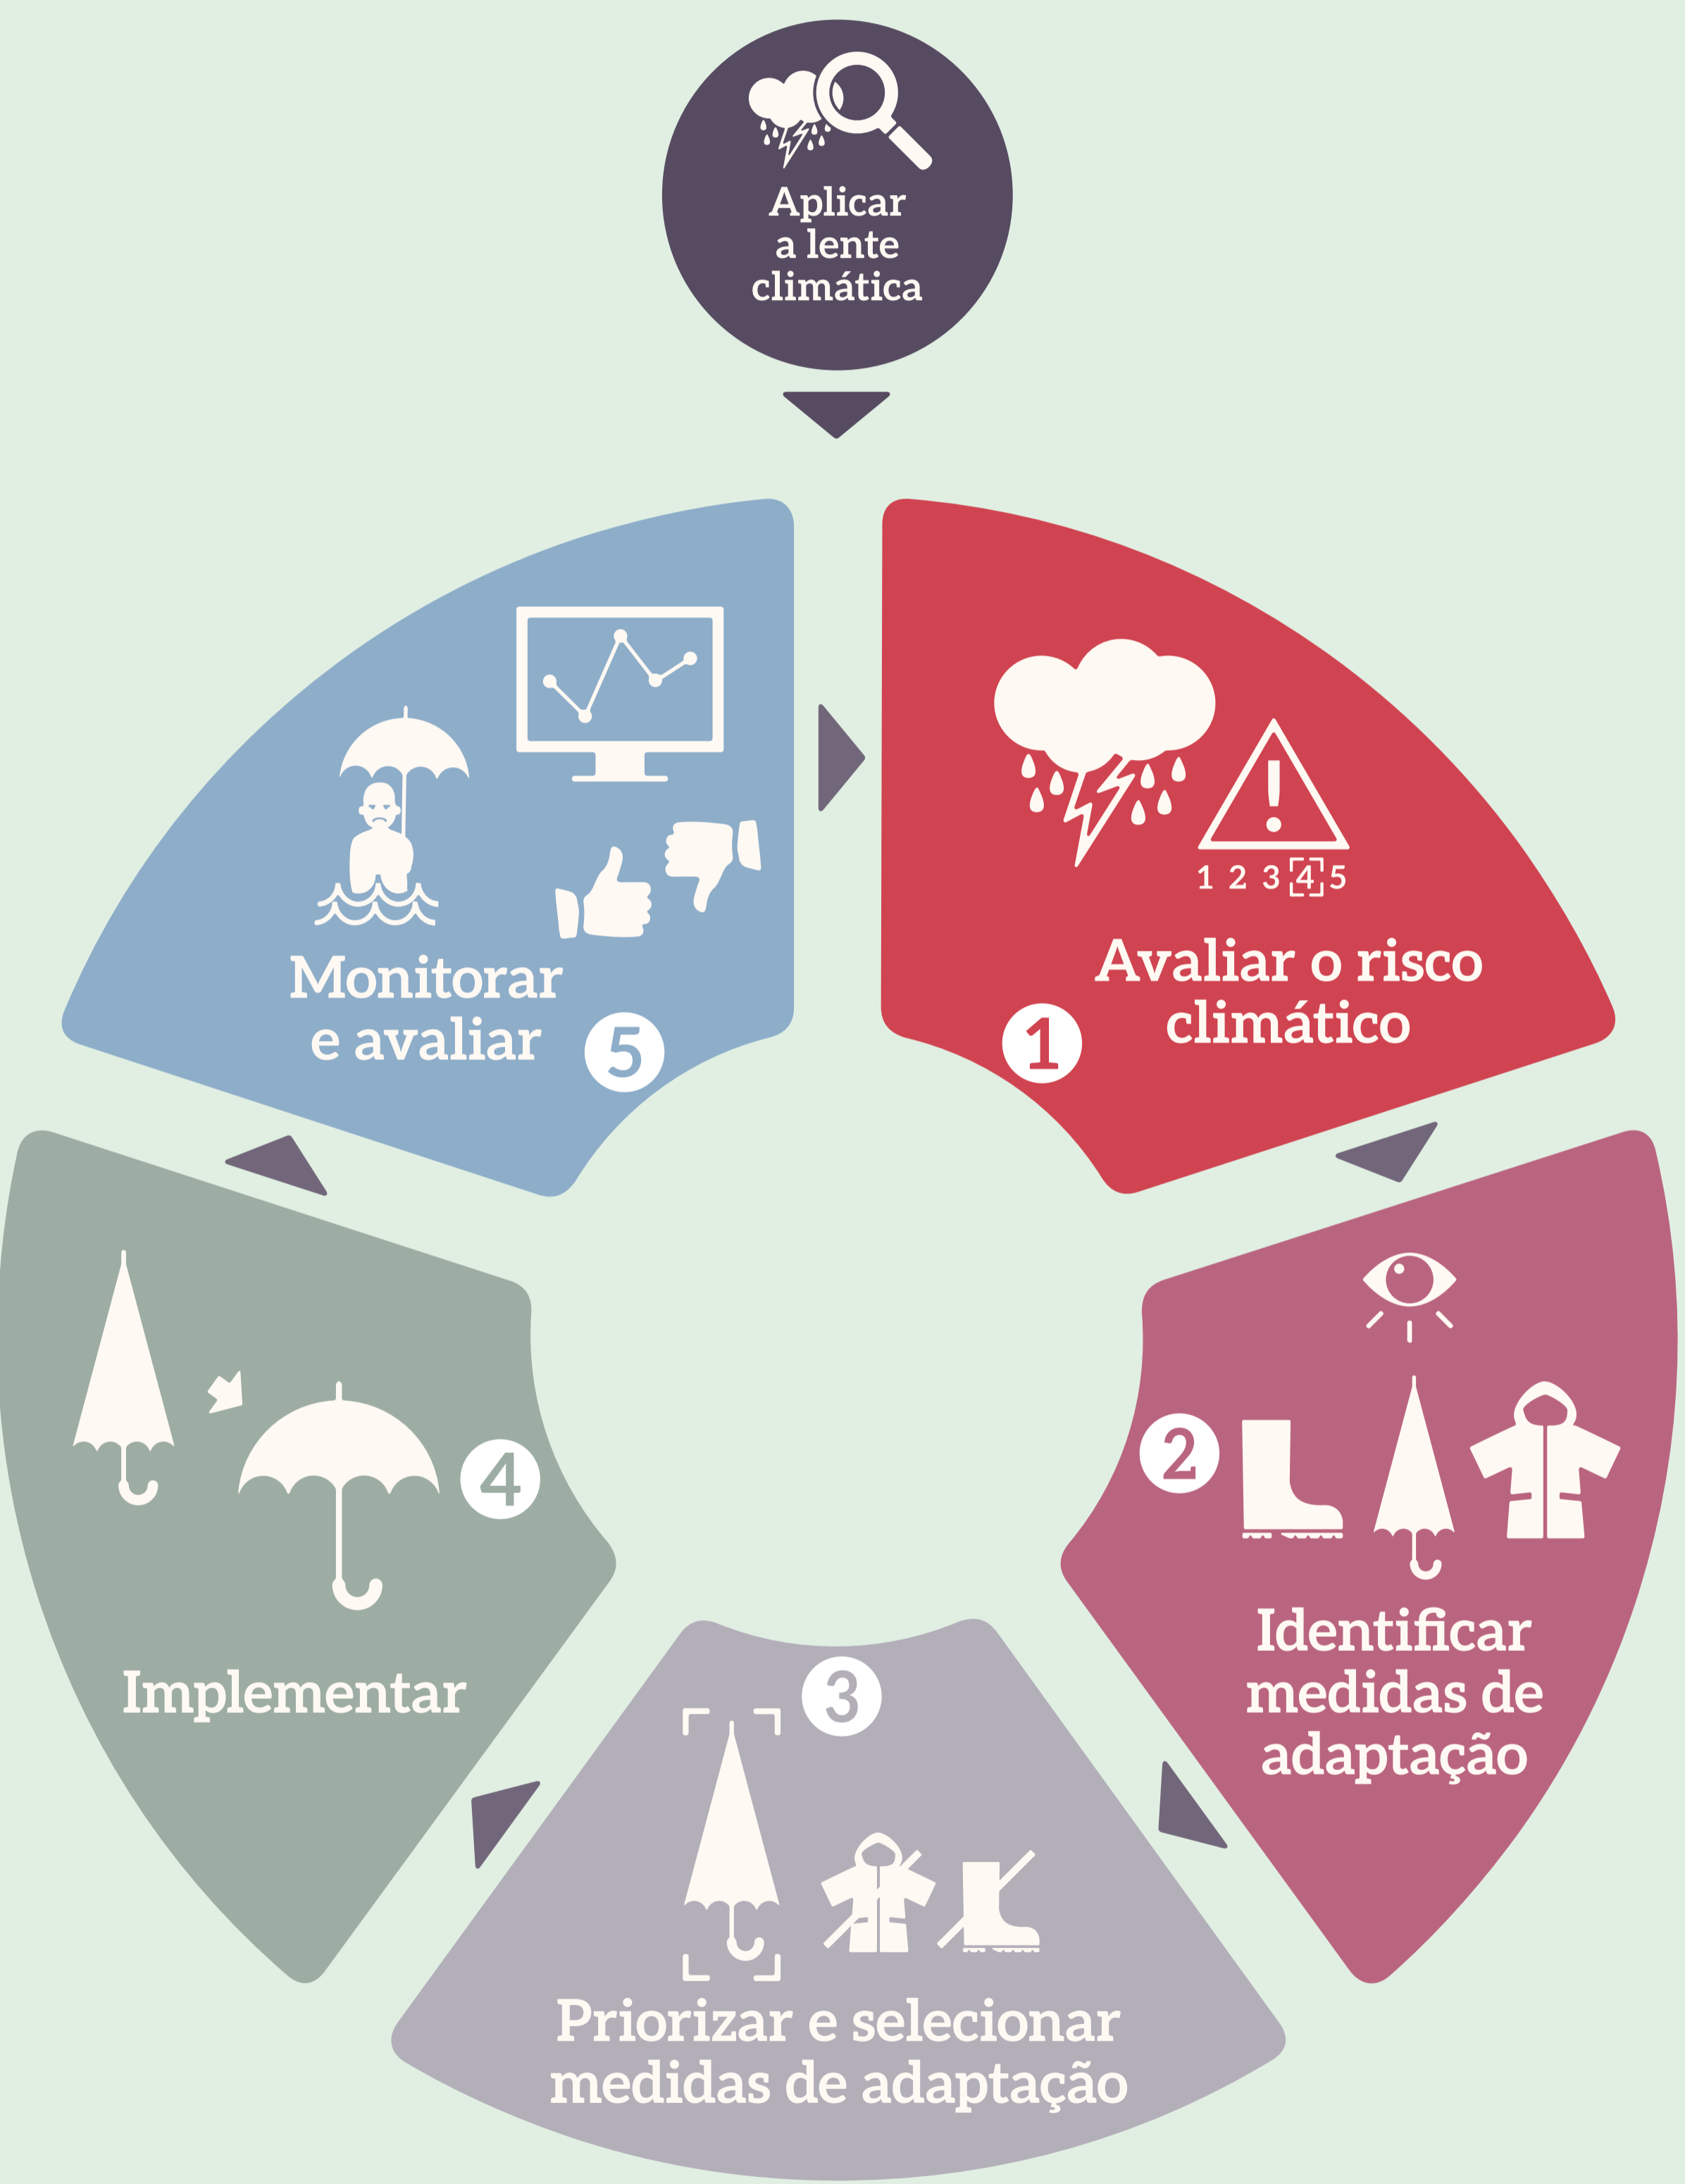 Aplicar
a lente
climática
1 2 3 4 5
Avaliar o risco
climático
1
2
Identificar
medidas de
adaptação
3
Priorizar e selecionar
medidas de adaptação
4
Implementar
Monitorar
e avaliar
5